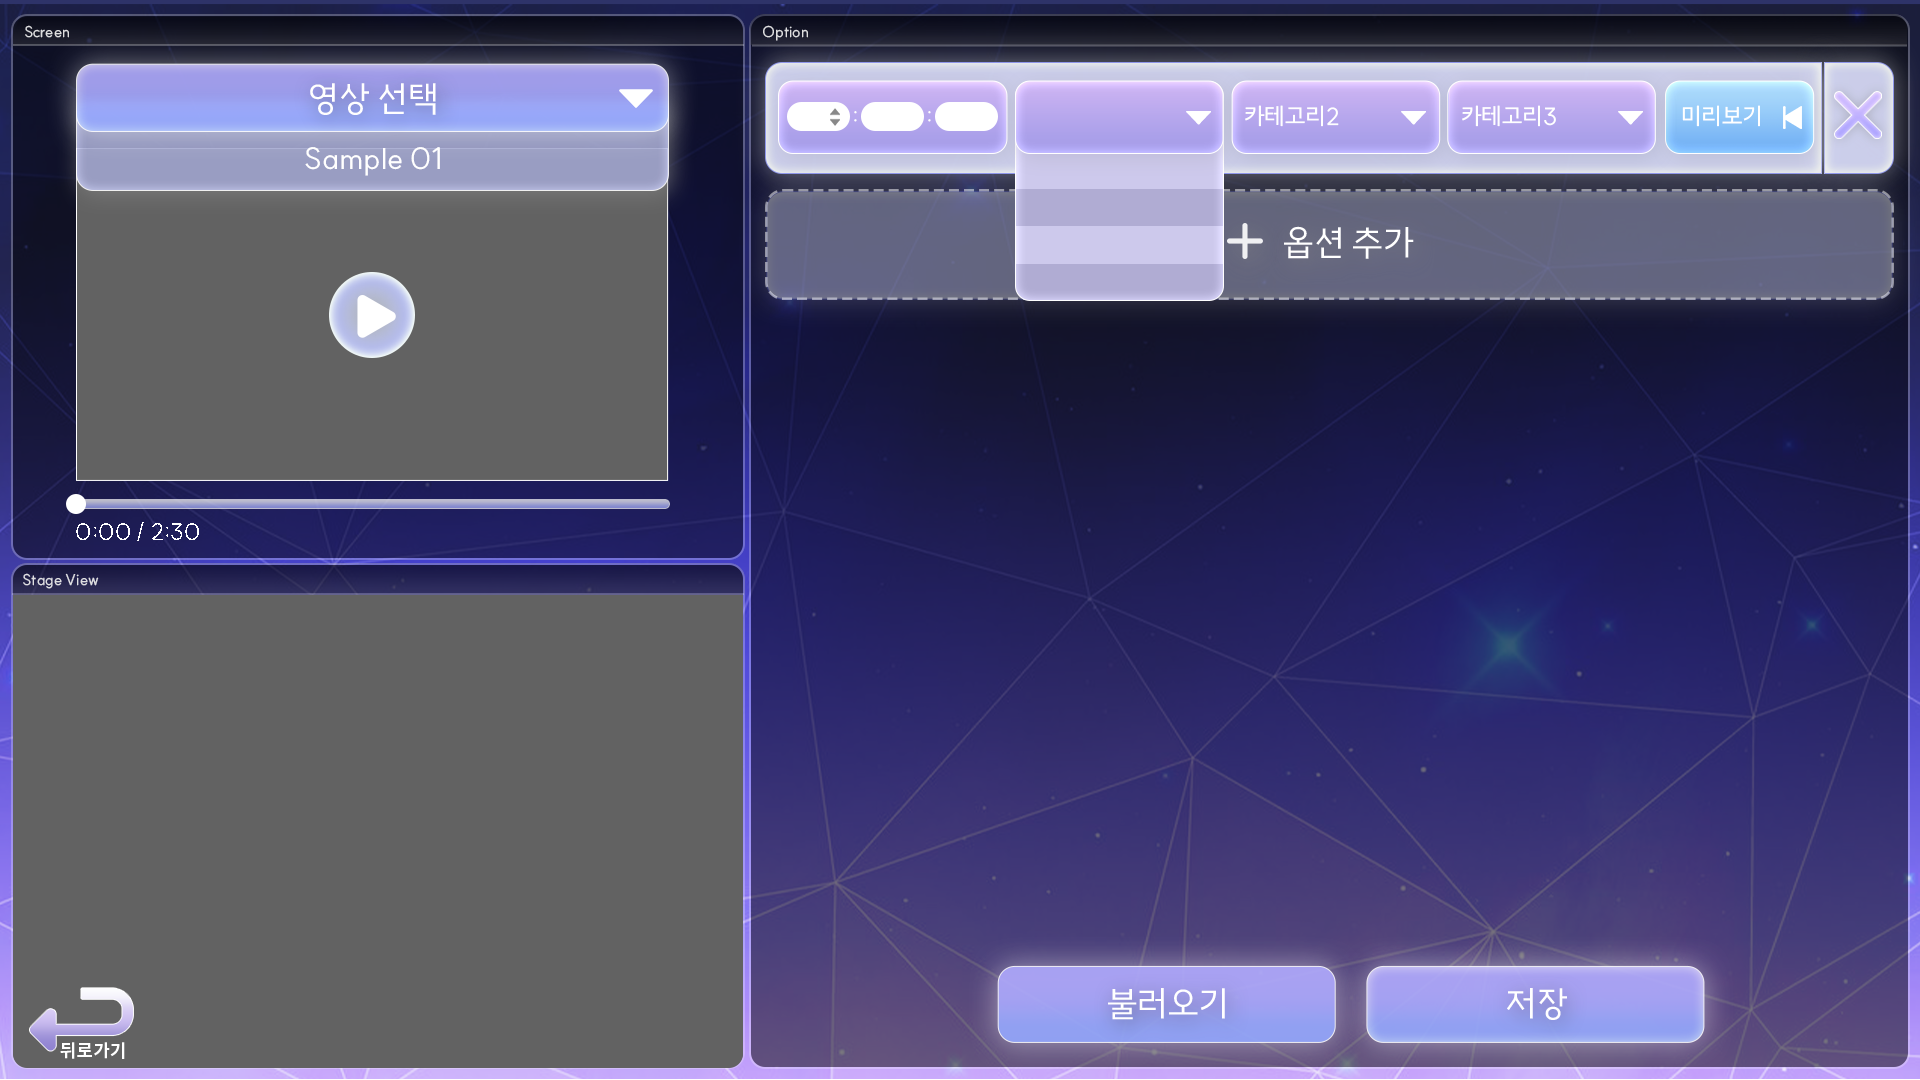 Screen
영상 선택
Sample 01
0:00 / 2:30
Stage View
뒤로가기
Option
: :
카테고리2
카테고리3
미리보기
옵션 추가
불러오기
저장